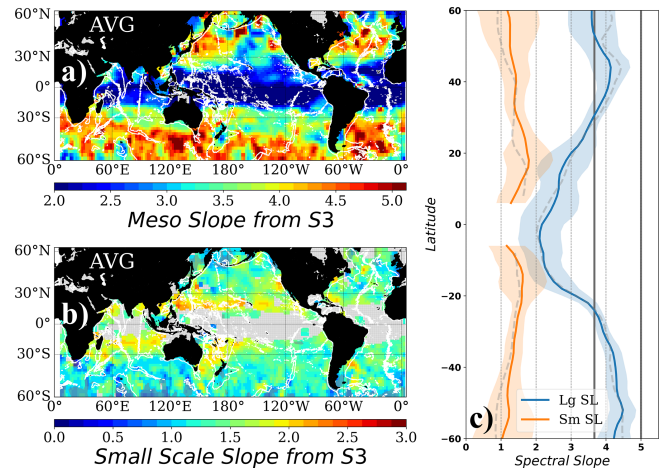 AVG
a)
60°N
30°N
0°
30°S
60°S
0° 60°E 120°E 180° 120°W 60°W 0°
2.0 2.5 3.0 3.5 4.0 4.5 5.0
Meso Slope from S3
AVG
b)
60°N
30°N
0°
30°S
60°S
0° 60°E 120°E 180° 120°W 60°W 0°
0.0 0.5 1.0 1.5 2.0 2.5 3.0
Small Scale Slope from S3
60
40
20
0
−20
−40
−60
Latitude
c)
Lg SL
Sm SL
0 1 2 3 4 5
Spectral Slope